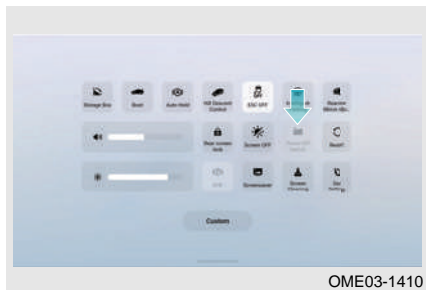 Storage Box
Boot
Auto Hold
Hill Descent
Control
ESC OFF
Rearview
Rear screen
lock
Screen OFF
Reset
Screensaver
Screen
Cleaning
Custom
OME03-1410